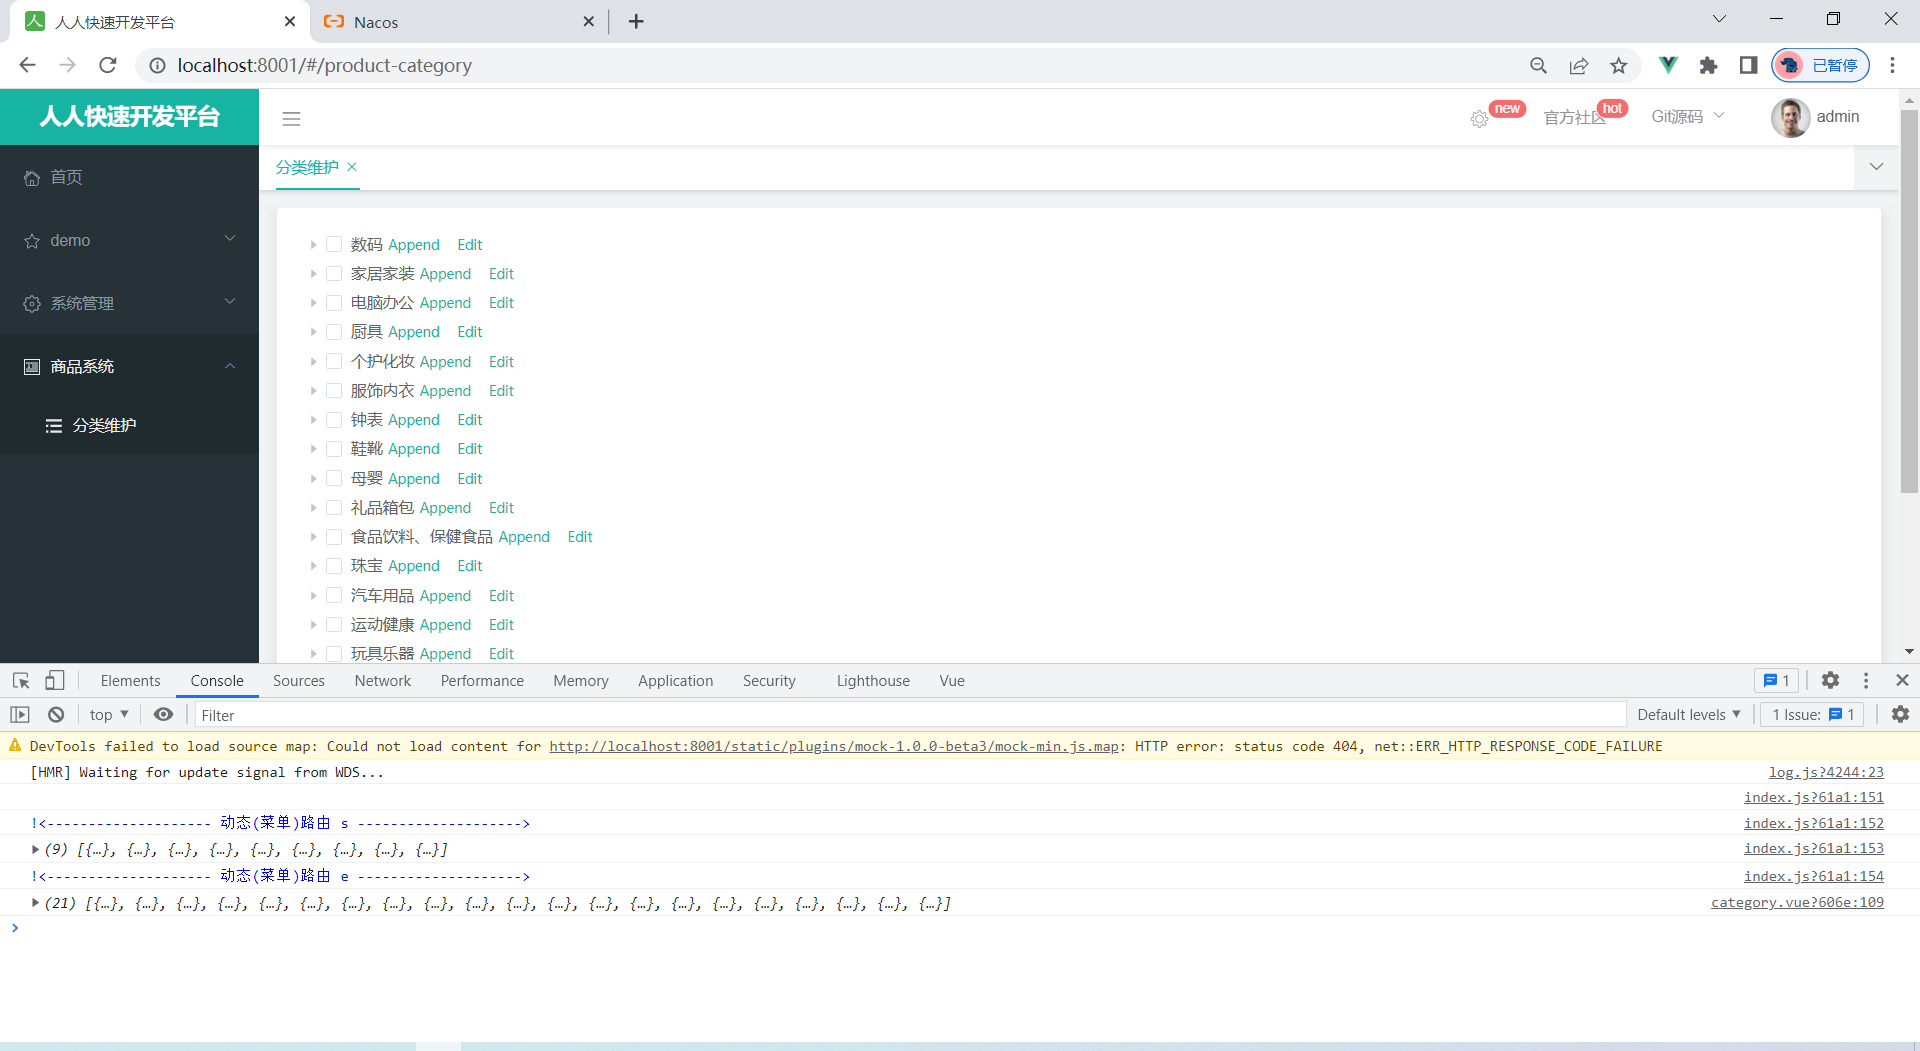 人人快速开发平台
Nacos
localhost:8001/#/product-category
已暂停
人人快速开发平台
new
官方社区
hot
Git源码
admin
首页
demo
系统管理
商品系统
分类维护
分类维护
数码 Append Edit
家居家装 Append Edit
电脑办公 Append Edit
厨具 Append Edit
个护化妆 Append Edit
服饰内衣 Append Edit
钟表 Append Edit
鞋靴 Append Edit
母婴 Append Edit
礼品箱包 Append Edit
食品饮料、保健食品 Append Edit
珠宝 Append Edit
汽车用品 Append Edit
运动健康 Append Edit
玩具乐器 Append Edit
Elements Console Sources Network Performance Memory Application Security Lighthouse Vue 1
top Filter Default levels 1 Issue: 1
DevTools failed to load source map: Could not load content for http://localhost:8001/static/plugins/mock-1.0.0-beta3/mock-min.js.map: HTTP error: status code 404, net::ERR_HTTP_RESPONSE_CODE_FAILURE
[HMR] Waiting for update signal from WDS... log.js?4244:23
index.js?61a1:151
!<-------------------- 动态(菜单)路由 s --------------------> index.js?61a1:152
(9) [{…}, {…}, {…}, {…}, {…}, {…}, {…}, {…}, {…}] index.js?61a1:153
!<-------------------- 动态(菜单)路由 e --------------------> index.js?61a1:154
(21) [{…}, {…}, {…}, {…}, {…}, {…}, {…}, {…}, {…}, {…}, {…}, {…}, {…}, {…}, {…}, {…}, {…}, {…}, {…}, {…}, {…}] category.vue?606e:109